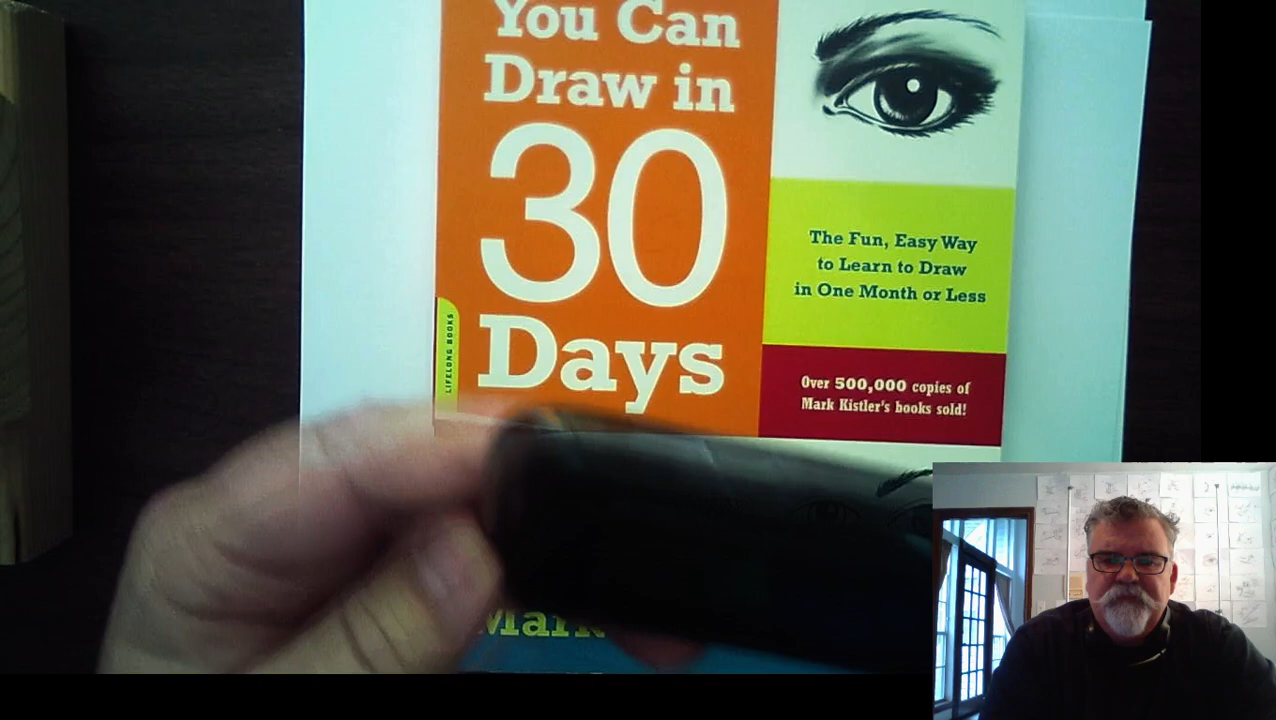 You Can
Draw in
30
Days
The Fun, Easy Way
to Learn to Draw
in One Month or Less
Over 500,000 copies of
Mark Kistler's books sold!
LIFELONG BOOKS
Mark